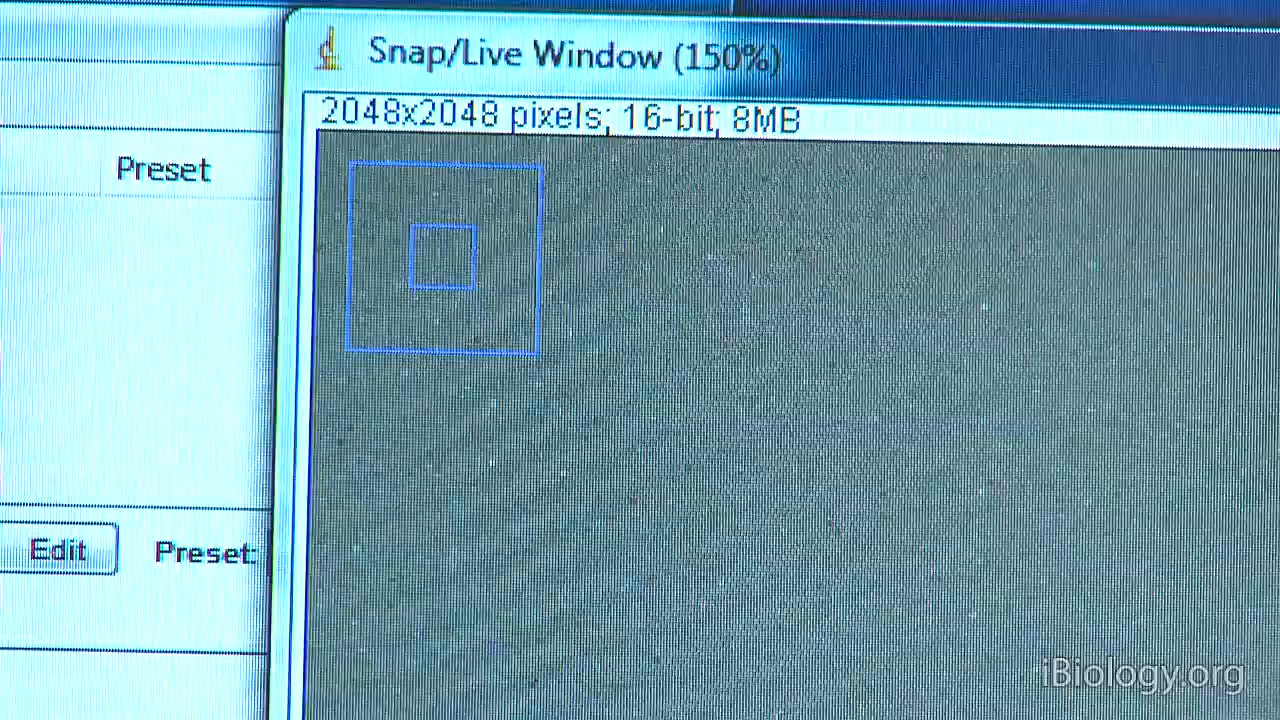 Snap/Live Window (150%)
2048x2048 pixels; 16-bit; 8MB
Preset
Edit
Preset:
iBiology.org